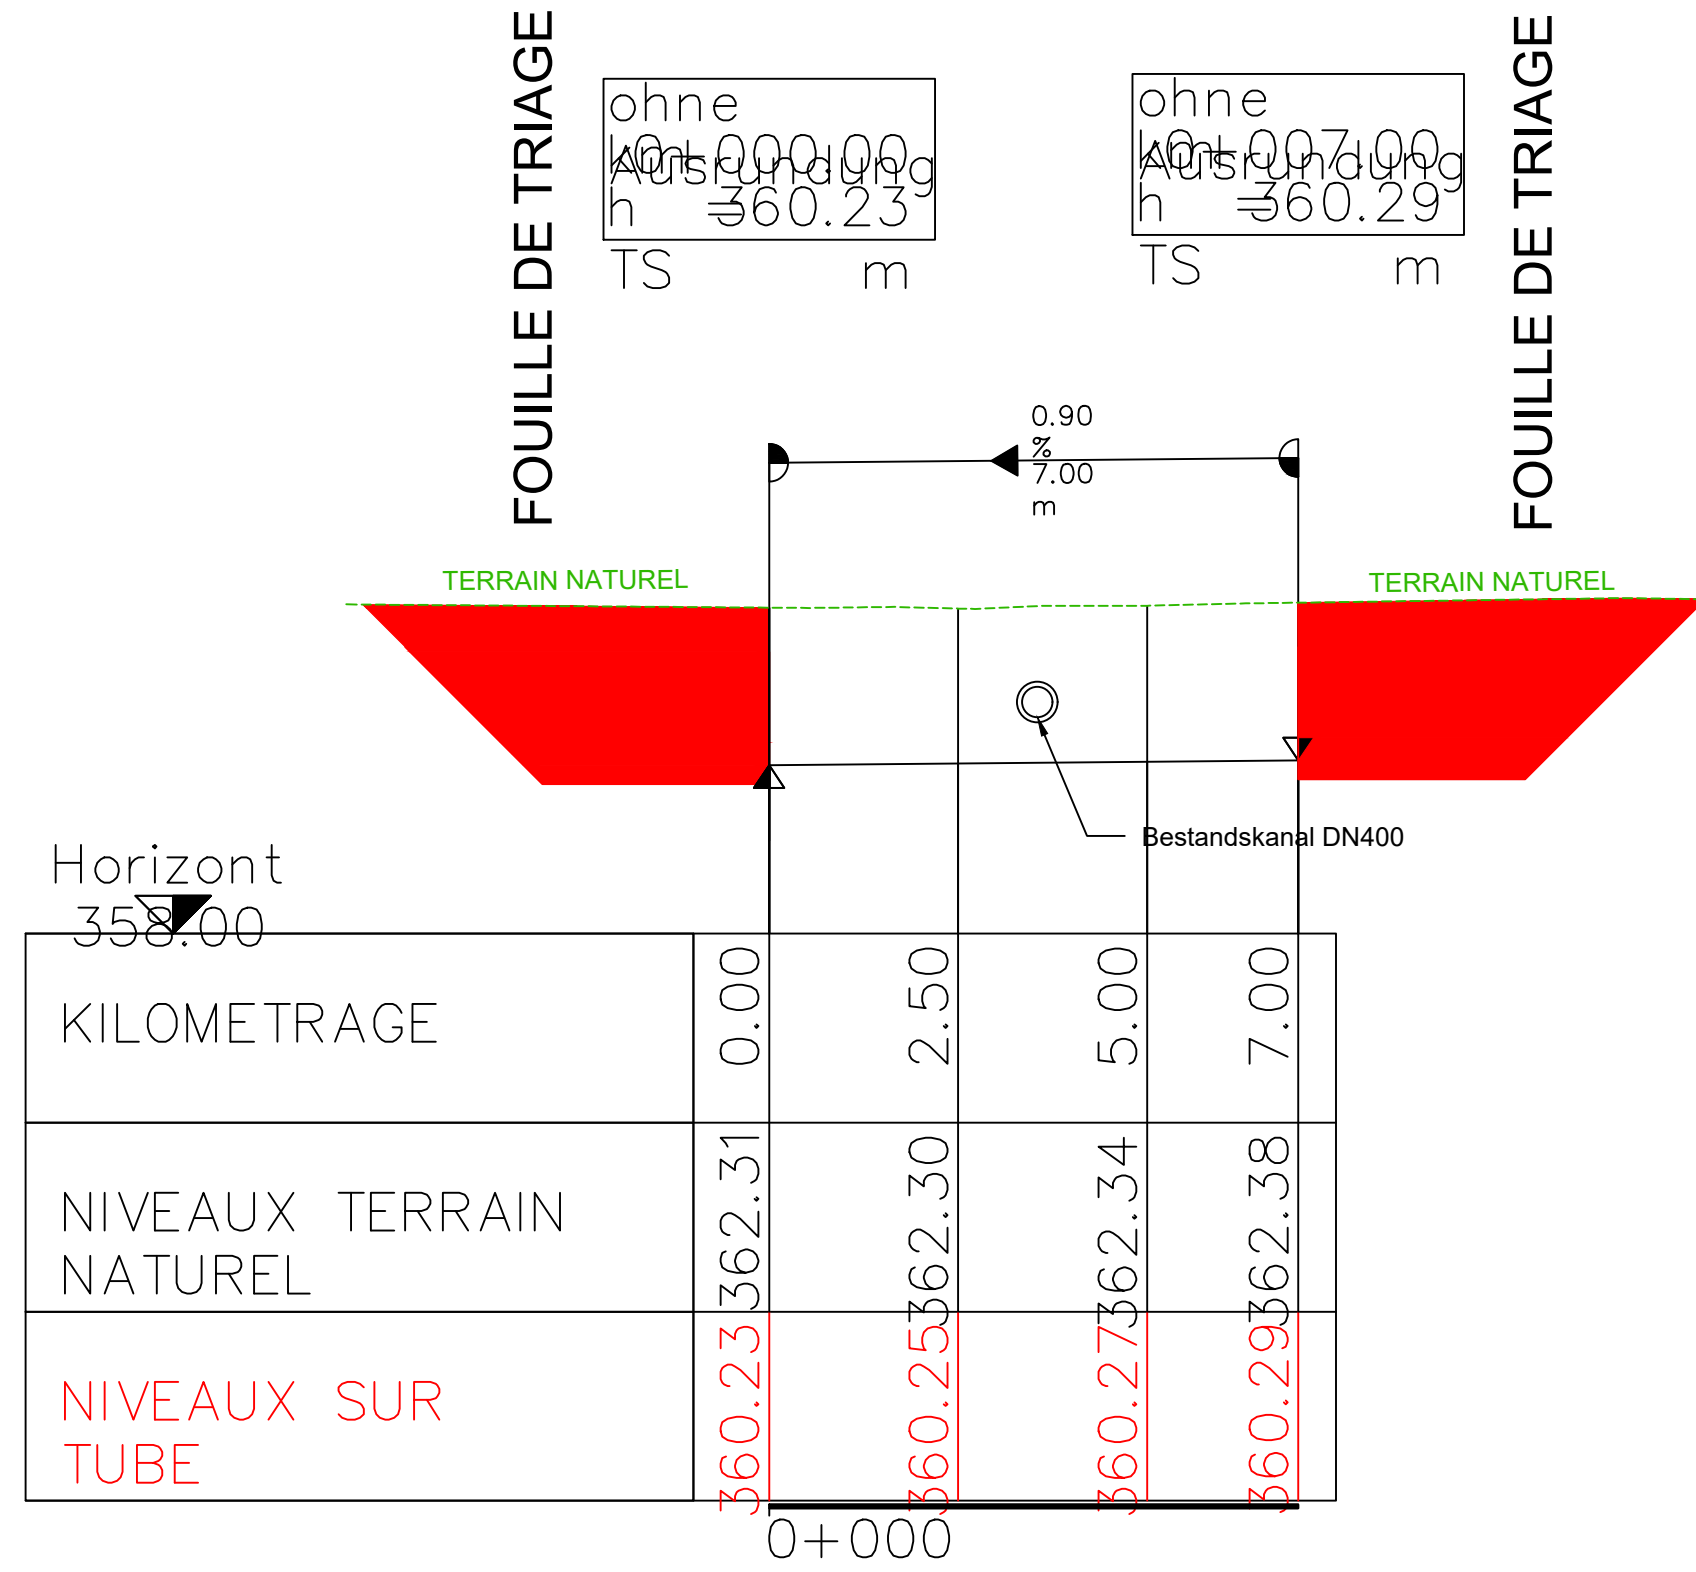 FOUILLE DE TRIAGE
ohne
km 0+000.00
Ausrundung
h = 360.23
TS m
ohne
km 0+007.00
Ausrundung
h = 360.29
TS m
FOUILLE DE TRIAGE
0.90
%
7.00
m
TERRAIN NATUREL
TERRAIN NATUREL
Bestandskanal DN400
Horizont
358.00
KILOMETRAGE
0.00
2.50
5.00
7.00
NIVEAUX TERRAIN
NATUREL
362.31
362.30
362.34
362.38
NIVEAUX SUR
TUBE
360.23
360.25
360.27
360.29
0+000